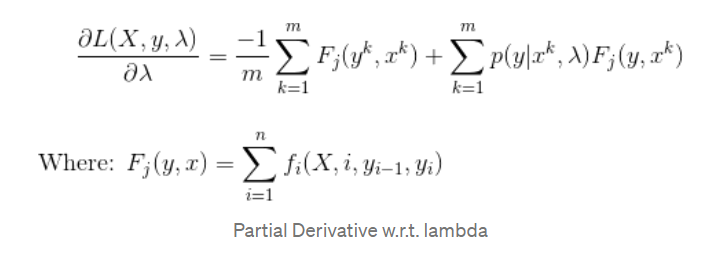 ∂L(X, y, λ) / ∂λ = −1/m ∑_{k=1}^{m} F_j(y^k, x^k) + ∑_{k=1}^{m} p(y|x^k, λ)F_j(y, x^k)
Where: F_j(y, x) = ∑_{i=1}^{n} f_i(X, i, y_{i−1}, y_i)
Partial Derivative w.r.t. lambda